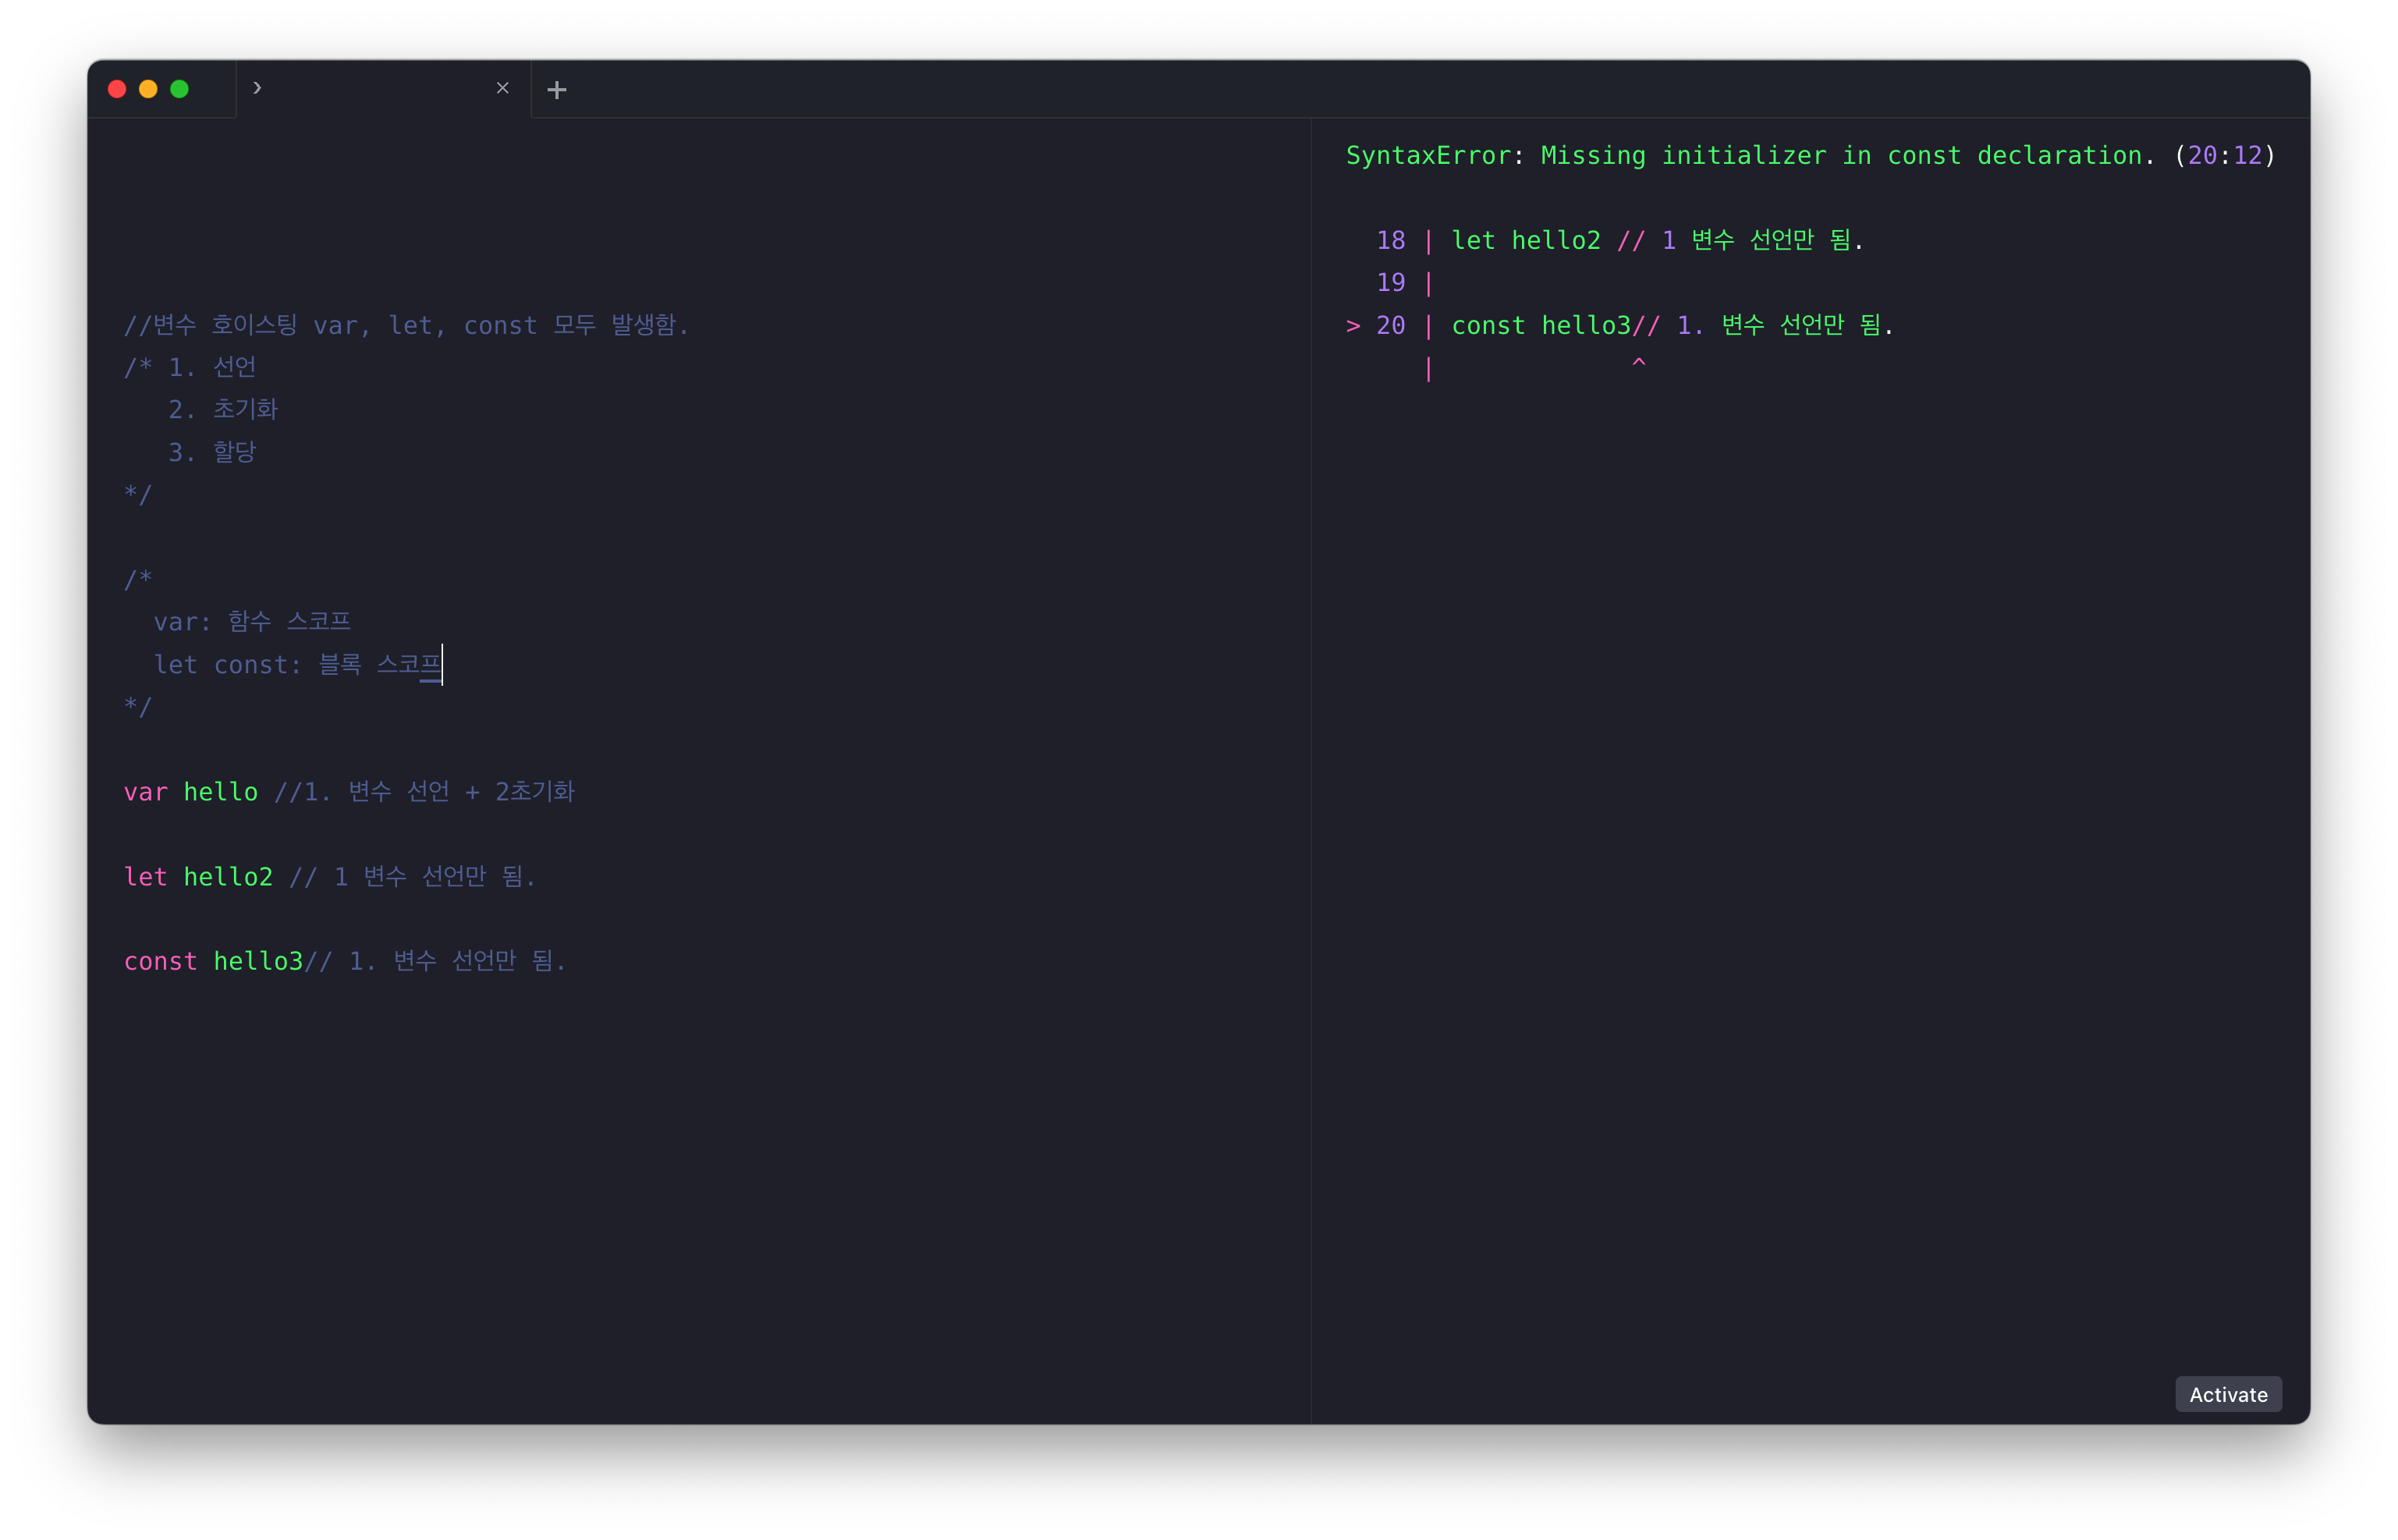 //변수 호이스팅 var, let, const 모두 발생함.
/* 1. 선언
   2. 초기화
   3. 할당
*/
/*
  var: 함수 스코프
  let const: 블록 스코프
*/
var hello //1. 변수 선언 + 2초기화
let hello2 // 1 변수 선언만 됨.
const hello3// 1. 변수 선언만 됨.
SyntaxError: Missing initializer in const declaration. (20:12)
  18 | let hello2 // 1 변수 선언만 됨.
  19 |
> 20 | const hello3// 1. 변수 선언만 됨.
     |             ^
Activate